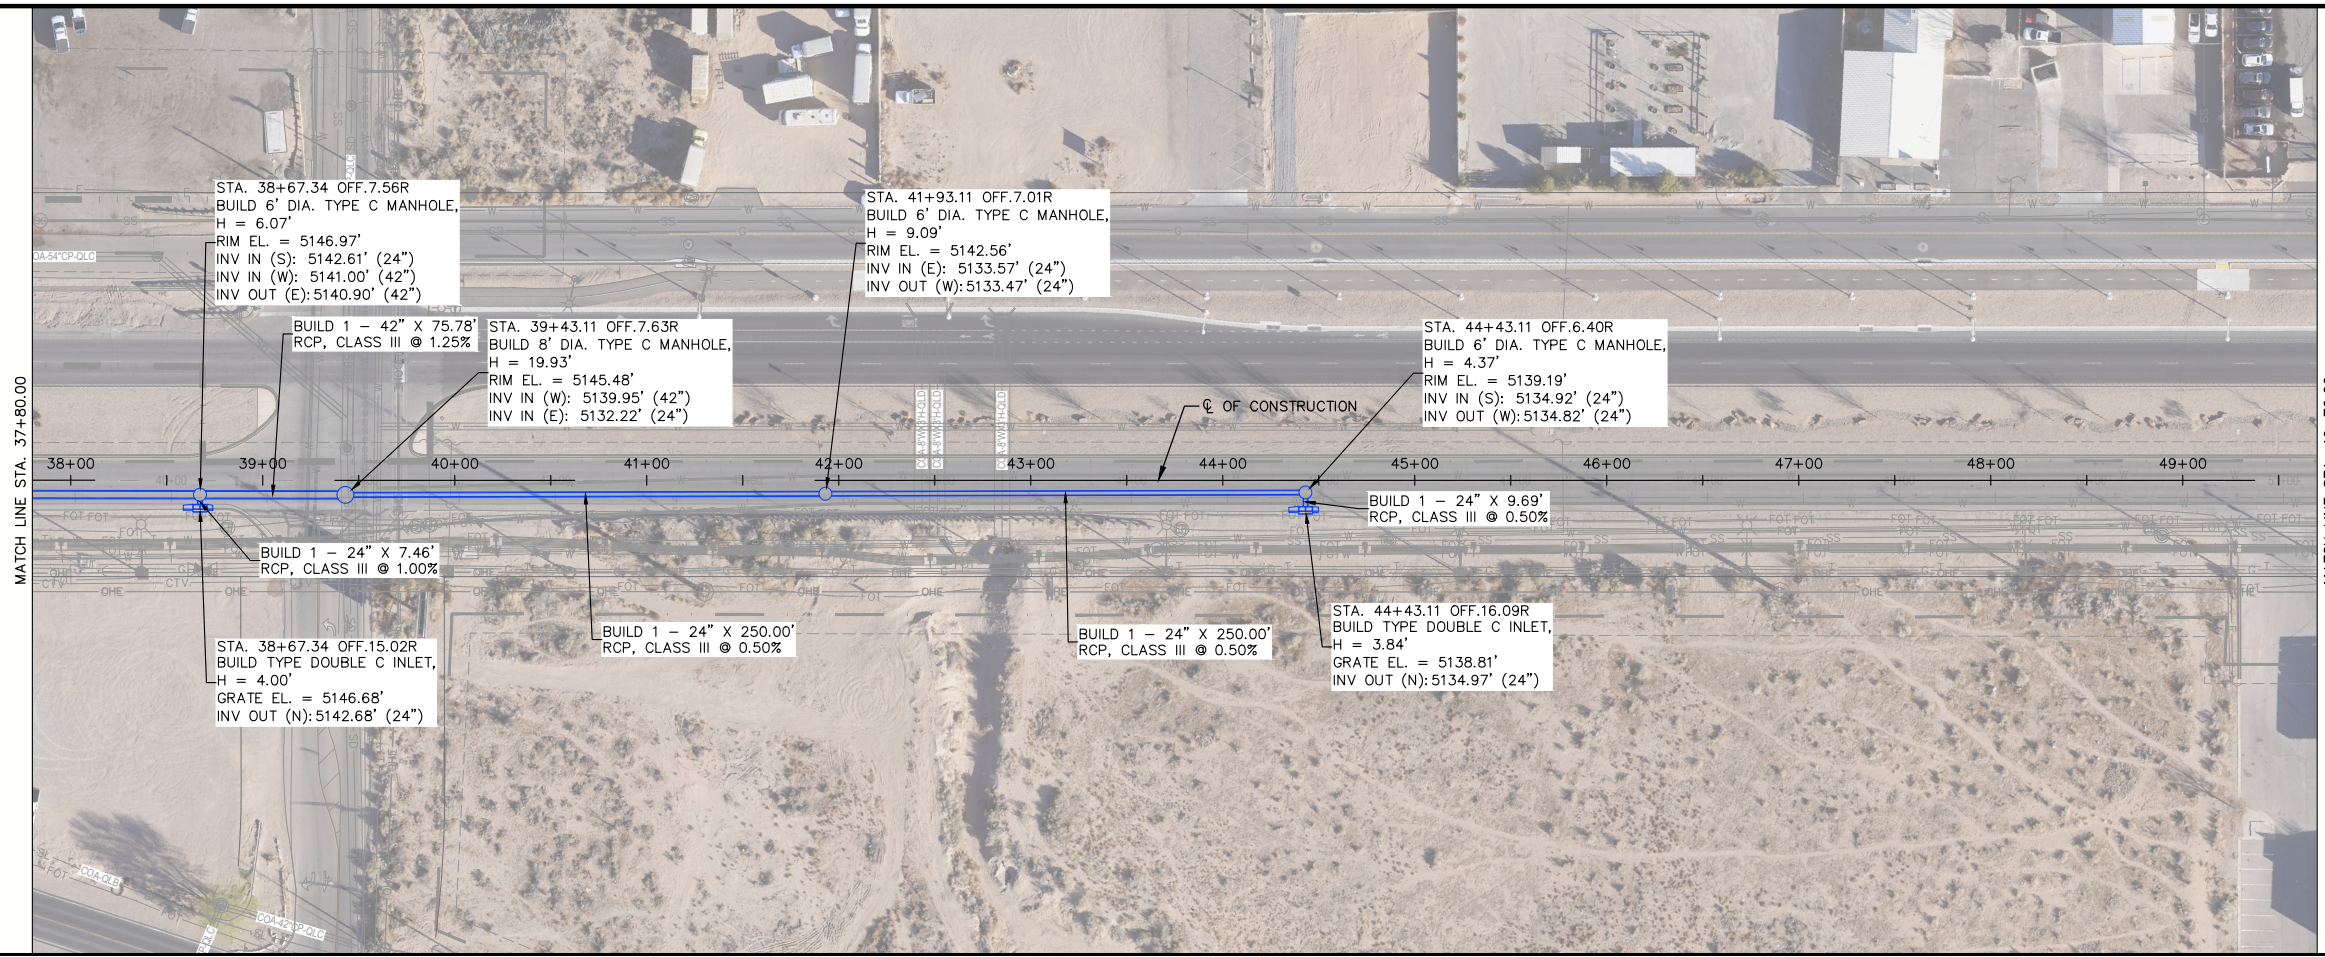 STA. 38+67.34 OFF.7.56R
BUILD 6' DIA. TYPE C MANHOLE,
H = 6.07'
RIM EL. = 5146.97'
INV IN (S): 5142.61' (24")
INV IN (W): 5141.00' (42")
INV OUT (E): 5140.90' (42")
STA. 41+93.11 OFF.7.01R
BUILD 6' DIA. TYPE C MANHOLE,
H = 9.09'
RIM EL. = 5142.56'
INV IN (E): 5133.57' (24")
INV OUT (W): 5133.47' (24")
OA-54"CP-QLC
BUILD 1 - 42" X 75.78'
RCP, CLASS III @ 1.25%
STA. 39+43.11 OFF.7.63R
BUILD 8' DIA. TYPE C MANHOLE,
H = 19.93'
RIM EL. = 5145.48'
INV IN (W): 5139.95' (42")
INV IN (E): 5132.22' (24")
STA. 44+43.11 OFF.6.40R
BUILD 6' DIA. TYPE C MANHOLE,
H = 4.37'
RIM EL. = 5139.19'
INV IN (S): 5134.92' (24")
INV OUT (W): 5134.82' (24")
℄ OF CONSTRUCTION
MATCH LINE STA. 37+80.00
38+00 39+00 40+00 41+00 42+00 43+00 44+00 45+00 46+00 47+00 48+00 49+00
BUILD 1 - 24" X 9.69'
RCP, CLASS III @ 0.50%
BUILD 1 - 24" X 7.46'
RCP, CLASS III @ 1.00%
BUILD 1 - 24" X 250.00'
RCP, CLASS III @ 0.50%
BUILD 1 - 24" X 250.00'
RCP, CLASS III @ 0.50%
STA. 44+43.11 OFF.16.09R
BUILD TYPE DOUBLE C INLET,
H = 3.84'
GRATE EL. = 5138.81'
INV OUT (N): 5134.97' (24")
STA. 38+67.34 OFF.15.02R
BUILD TYPE DOUBLE C INLET,
H = 4.00'
GRATE EL. = 5146.68'
INV OUT (N): 5142.68' (24")
COA-QLB
COA-42"CP-QLC